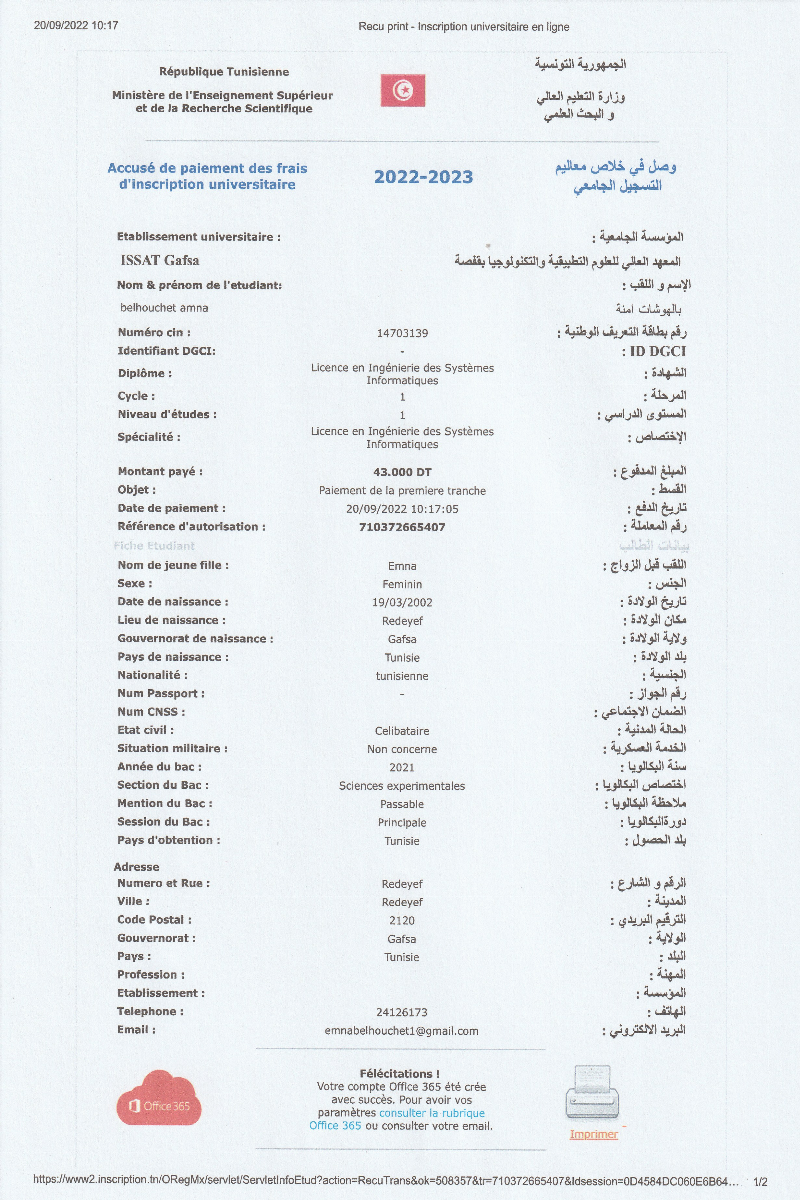 20/09/2022 10:17
Recu print - Inscription universitaire en ligne
République Tunisienne
الجمهورية التونسية
Ministère de l'Enseignement Supérieur
et de la Recherche Scientifique
وزارة التعليم العالي
و البحث العلمي
Accusé de paiement des frais
d'inscription universitaire
2022-2023
وصل في خلاص معاليم
التسجيل الجامعي
Etablissement universitaire : المؤسسة الجامعية :
ISSAT Gafsa المعهد العالي للعلوم التطبيقية والتكنولوجيا بقفصة
Nom & prénom de l'etudiant: الإسم و اللقب :
belhouchet amna بالهوشات امنة
Numéro cin : 14703139 رقم بطاقة التعريف الوطنية :
Identifiant DGCI: - ID DGCI :
Diplôme : Licence en Ingénierie des Systèmes الشهادة :
Informatiques
Cycle : 1 المرحلة :
Niveau d'études : 1 المستوى الدراسي :
Spécialité : Licence en Ingénierie des Systèmes الإختصاص :
Informatiques
Montant payé : 43.000 DT المبلغ المدفوع :
Objet : Paiement de la premiere tranche القسط :
Date de paiement : 20/09/2022 10:17:05 تاريخ الدفع :
Référence d'autorisation : 710372665407 رقم المعاملة :
Fiche Etudiant بيانات الطالب
Nom de jeune fille : Emna اللقب قبل الزواج :
Sexe : Feminin الجنس :
Date de naissance : 19/03/2002 تاريخ الولادة :
Lieu de naissance : Redeyef مكان الولادة :
Gouvernorat de naissance : Gafsa ولاية الولادة :
Pays de naissance : Tunisie بلد الولادة :
Nationalité : tunisienne الجنسية :
Num Passport : - رقم الجواز :
Num CNSS : الضمان الاجتماعي :
Etat civil : Celibataire الحالة المدنية :
Situation militaire : Non concerne الخدمة العسكرية :
Année du bac : 2021 سنة البكالويا :
Section du Bac : Sciences experimentales اختصاص البكالويا :
Mention du Bac : Passable ملاحظة البكالويا :
Session du Bac : Principale دورةالبكالويا :
Pays d'obtention : Tunisie بلد الحصول :
Adresse
Numero et Rue : Redeyef الرقم و الشارع :
Ville : Redeyef المدينة :
Code Postal : 2120 الترقيم البريدي :
Gouvernorat : Gafsa الولاية :
Pays : Tunisie البلد :
Profession : المهنة :
Etablissement : المؤسسة :
Telephone : 24126173 الهاتف :
Email : emnabelhouchet1@gmail.com البريد الالكتروني :
Office 365
Félécitations !
Votre compte Office 365 été crée
avec succès. Pour avoir vos
paramètres consulter la rubrique
Office 365 ou consulter votre email.
Imprimer
https://www2.inscription.tn/ORegMx/servlet/ServletInfoEtud?action=RecuTrans&ok=508357&tr=710372665407&Idsession=0D4584DC060E6B64... 1/2